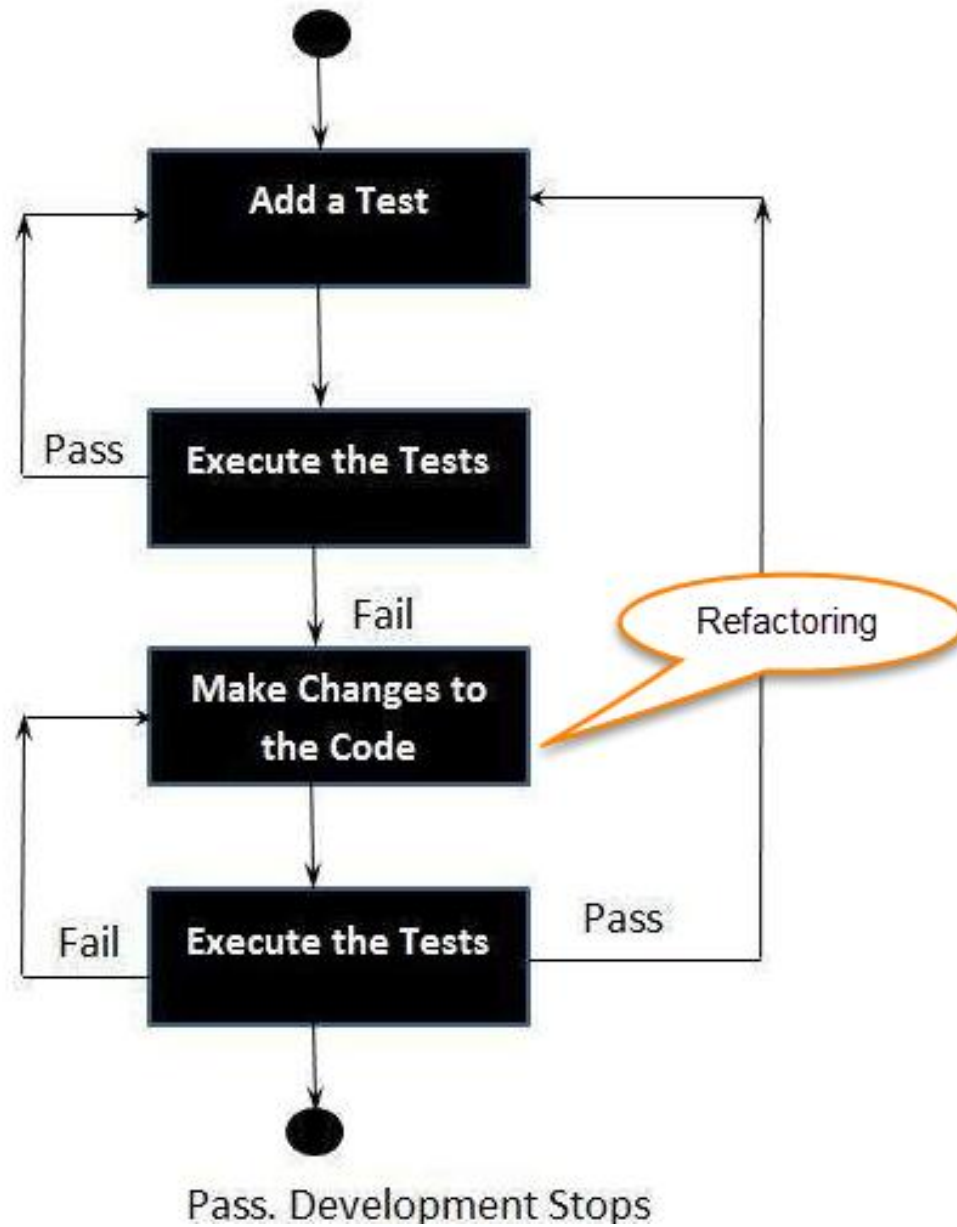 Add a Test
Pass
Execute the Tests
Fail
Refactoring
Make Changes to
the Code
Fail
Execute the Tests
Pass
Pass. Development Stops